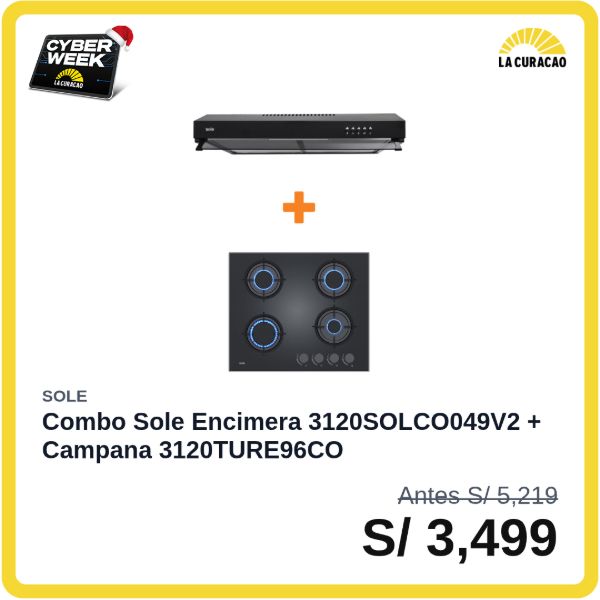 CYBER
WEEK
LA CURACAO
LA CURACAO
SOLE
Combo Sole Encimera 3120SOLCO049V2 +
Campana 3120TURE96CO
Antes S/ 5,219
S/ 3,499